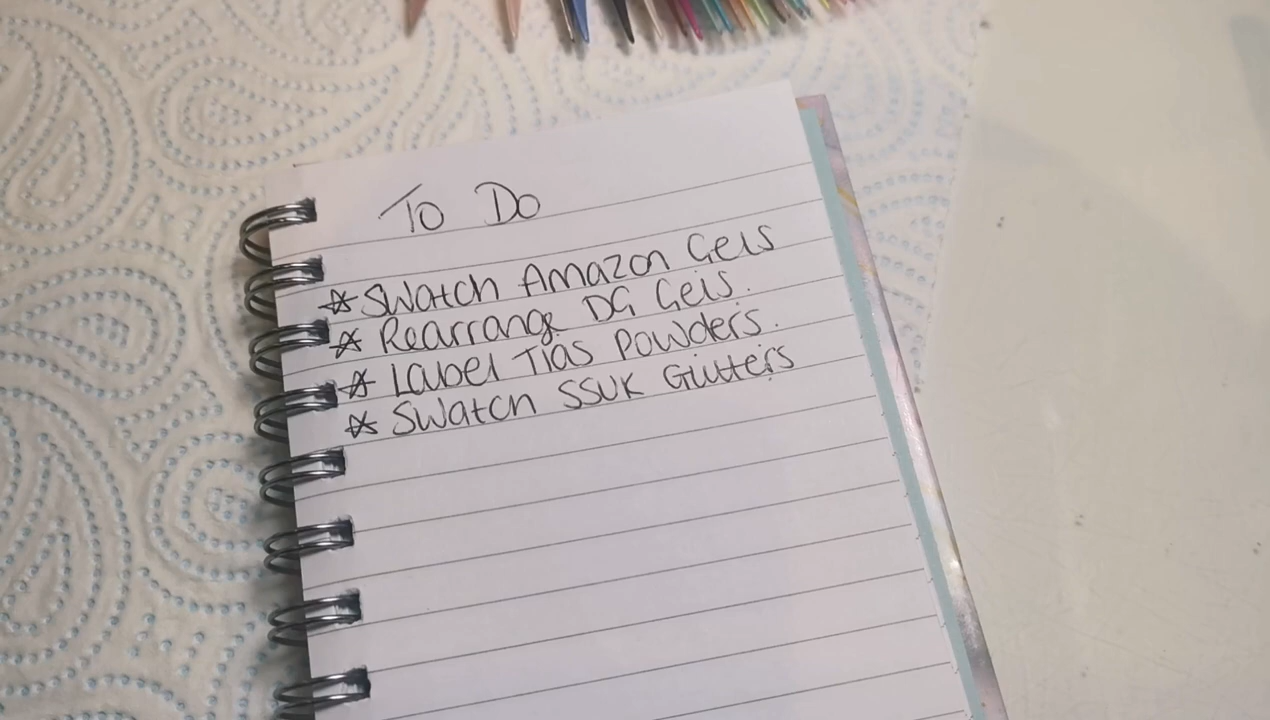 To Do
☆ Swatch Amazon Gels
☆ Rearrange DG Gels.
☆ Label Tias Powders.
☆ Swatch SSUK Glitters